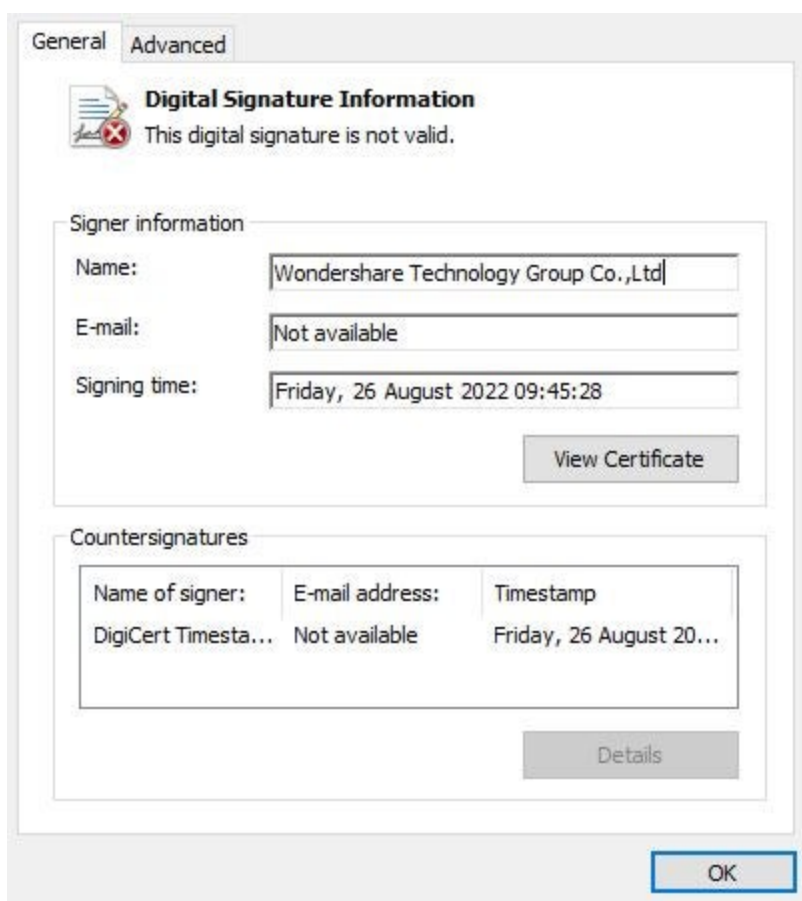 General Advanced
Digital Signature Information
This digital signature is not valid.
Signer information
Name: Wondershare Technology Group Co.,Ltd
E-mail: Not available
Signing time: Friday, 26 August 2022 09:45:28
View Certificate
Countersignatures
Name of signer: E-mail address: Timestamp
DigiCert Timesta... Not available Friday, 26 August 20...
Details
OK